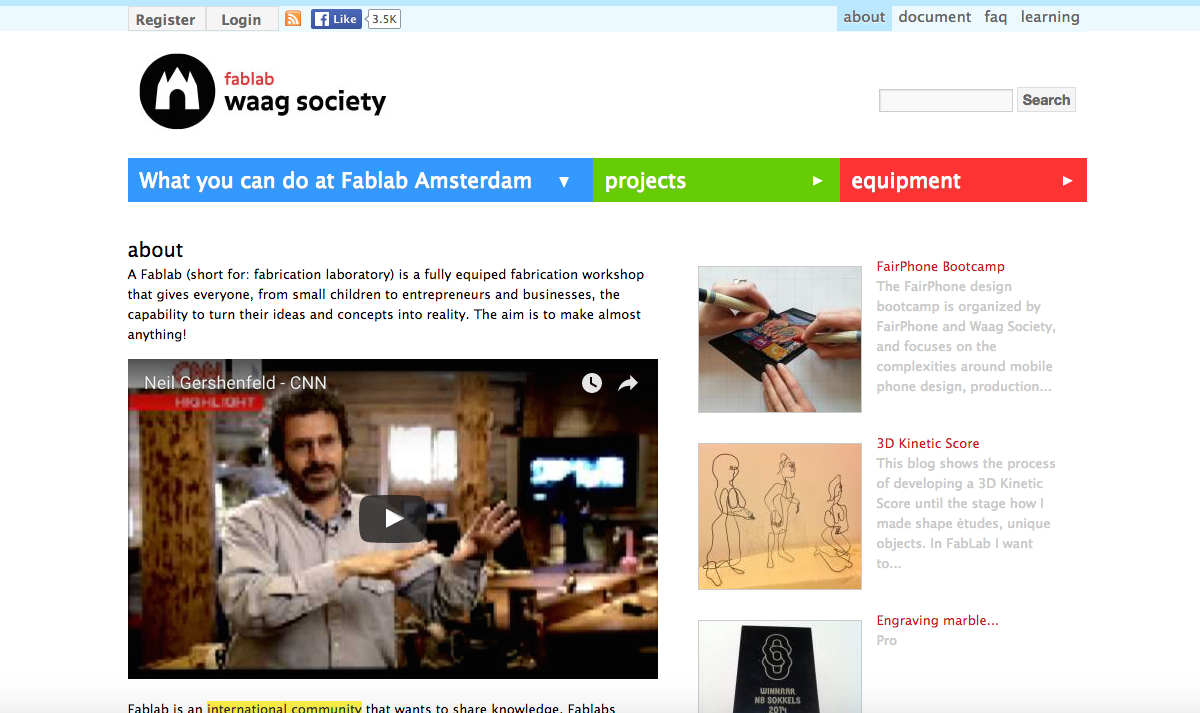 Register Login Like 3.5K about document faq learning
fablab
waag society
Search
What you can do at Fablab Amsterdam ▼ projects ► equipment ►
about
A Fablab (short for: fabrication laboratory) is a fully equiped fabrication workshop
that gives everyone, from small children to entrepreneurs and businesses, the
capability to turn their ideas and concepts into reality. The aim is to make almost
anything!
Neil Gershenfeld - CNN
CNN
HIGHLIGHT
Fablab is an international community that wants to share knowledge. Fablabs
FairPhone Bootcamp
The FairPhone design
bootcamp is organized by
FairPhone and Waag Society,
and focuses on the
complexities around mobile
phone design, production...
3D Kinetic Score
This blog shows the process
of developing a 3D Kinetic
Score until the stage how I
made shape ètudes, unique
objects. In FabLab I want
to...
Engraving marble...
Pro
WINNAAR
NB SOKKELS
2014